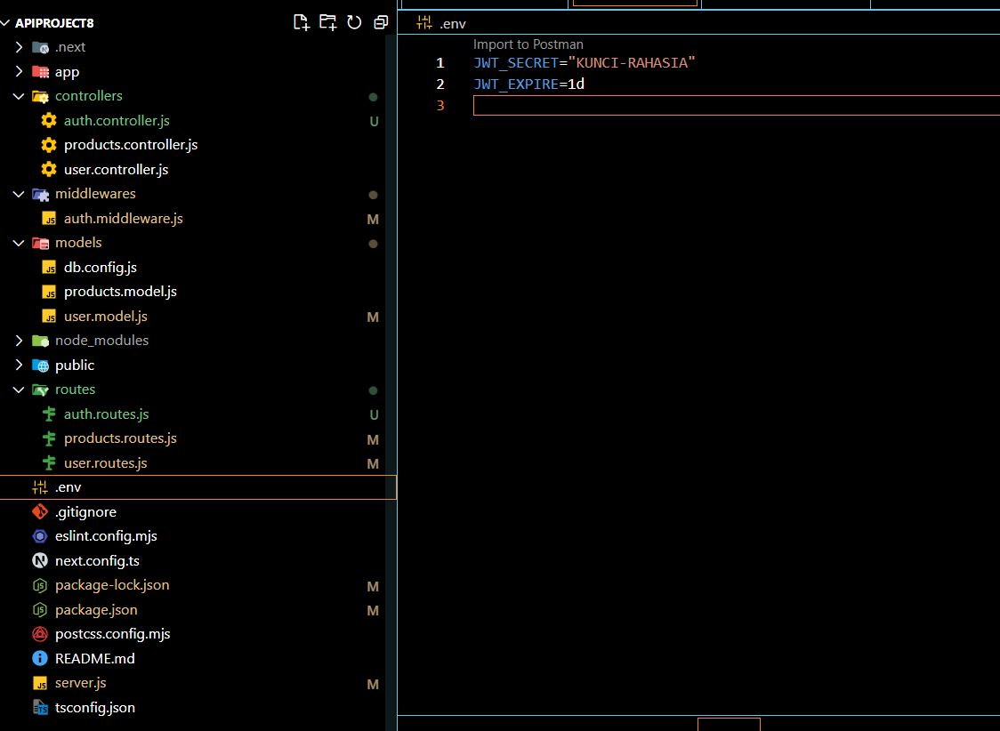 APIPROJECT8
.next
app
controllers
auth.controller.js U
products.controller.js
user.controller.js
middlewares
auth.middleware.js M
models
db.config.js
products.model.js
user.model.js M
node_modules
public
routes
auth.routes.js U
products.routes.js M
user.routes.js M
.env
.gitignore
eslint.config.mjs
next.config.ts
package-lock.json M
package.json M
postcss.config.mjs
README.md
server.js M
tsconfig.json
.env
Import to Postman
1 JWT_SECRET="KUNCI-RAHASIA"
2 JWT_EXPIRE=1d
3